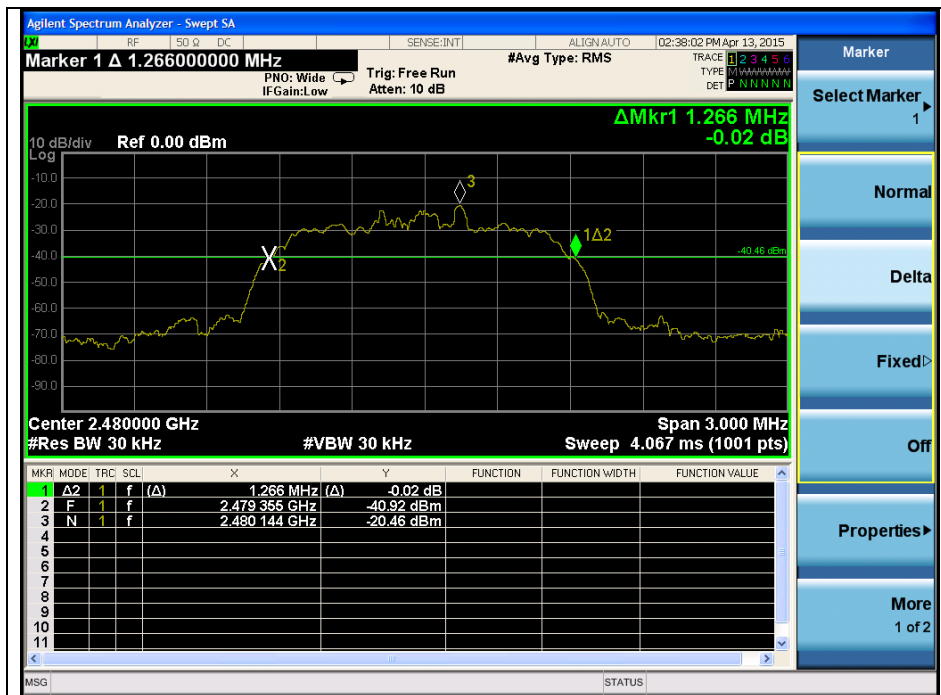 Agilent Spectrum Analyzer - Swept SA
LXI RF 50 Ω DC SENSE:INT ALIGN AUTO 02:38:02 PM Apr 13, 2015
Marker 1 Δ 1.266000000 MHz
PNO: Wide
IFGain:Low
Trig: Free Run
Atten: 10 dB
#Avg Type: RMS
TRACE 1 2 3 4 5 6
TYPE M
DET P N N N N N
ΔMkr1 1.266 MHz
-0.02 dB
10 dB/div Ref 0.00 dBm
Log
-10.0
-20.0
-30.0
-40.0
-50.0
-60.0
-70.0
-80.0
-90.0
3
1Δ2
2
-40.46 dBm
Center 2.480000 GHz Span 3.000 MHz
#Res BW 30 kHz #VBW 30 kHz Sweep 4.067 ms (1001 pts)
MKR MODE TRC SCL X Y FUNCTION FUNCTION WIDTH FUNCTION VALUE
1 Δ2 1 f (Δ) 1.266 MHz (Δ) -0.02 dB
2 F 1 f 2.479 355 GHz -40.92 dBm
3 N 1 f 2.480 144 GHz -20.46 dBm
4
5
6
7
8
9
10
11
MSG STATUS
Marker
Select Marker
1
Normal
Delta
Fixed
Off
Properties
More
1 of 2